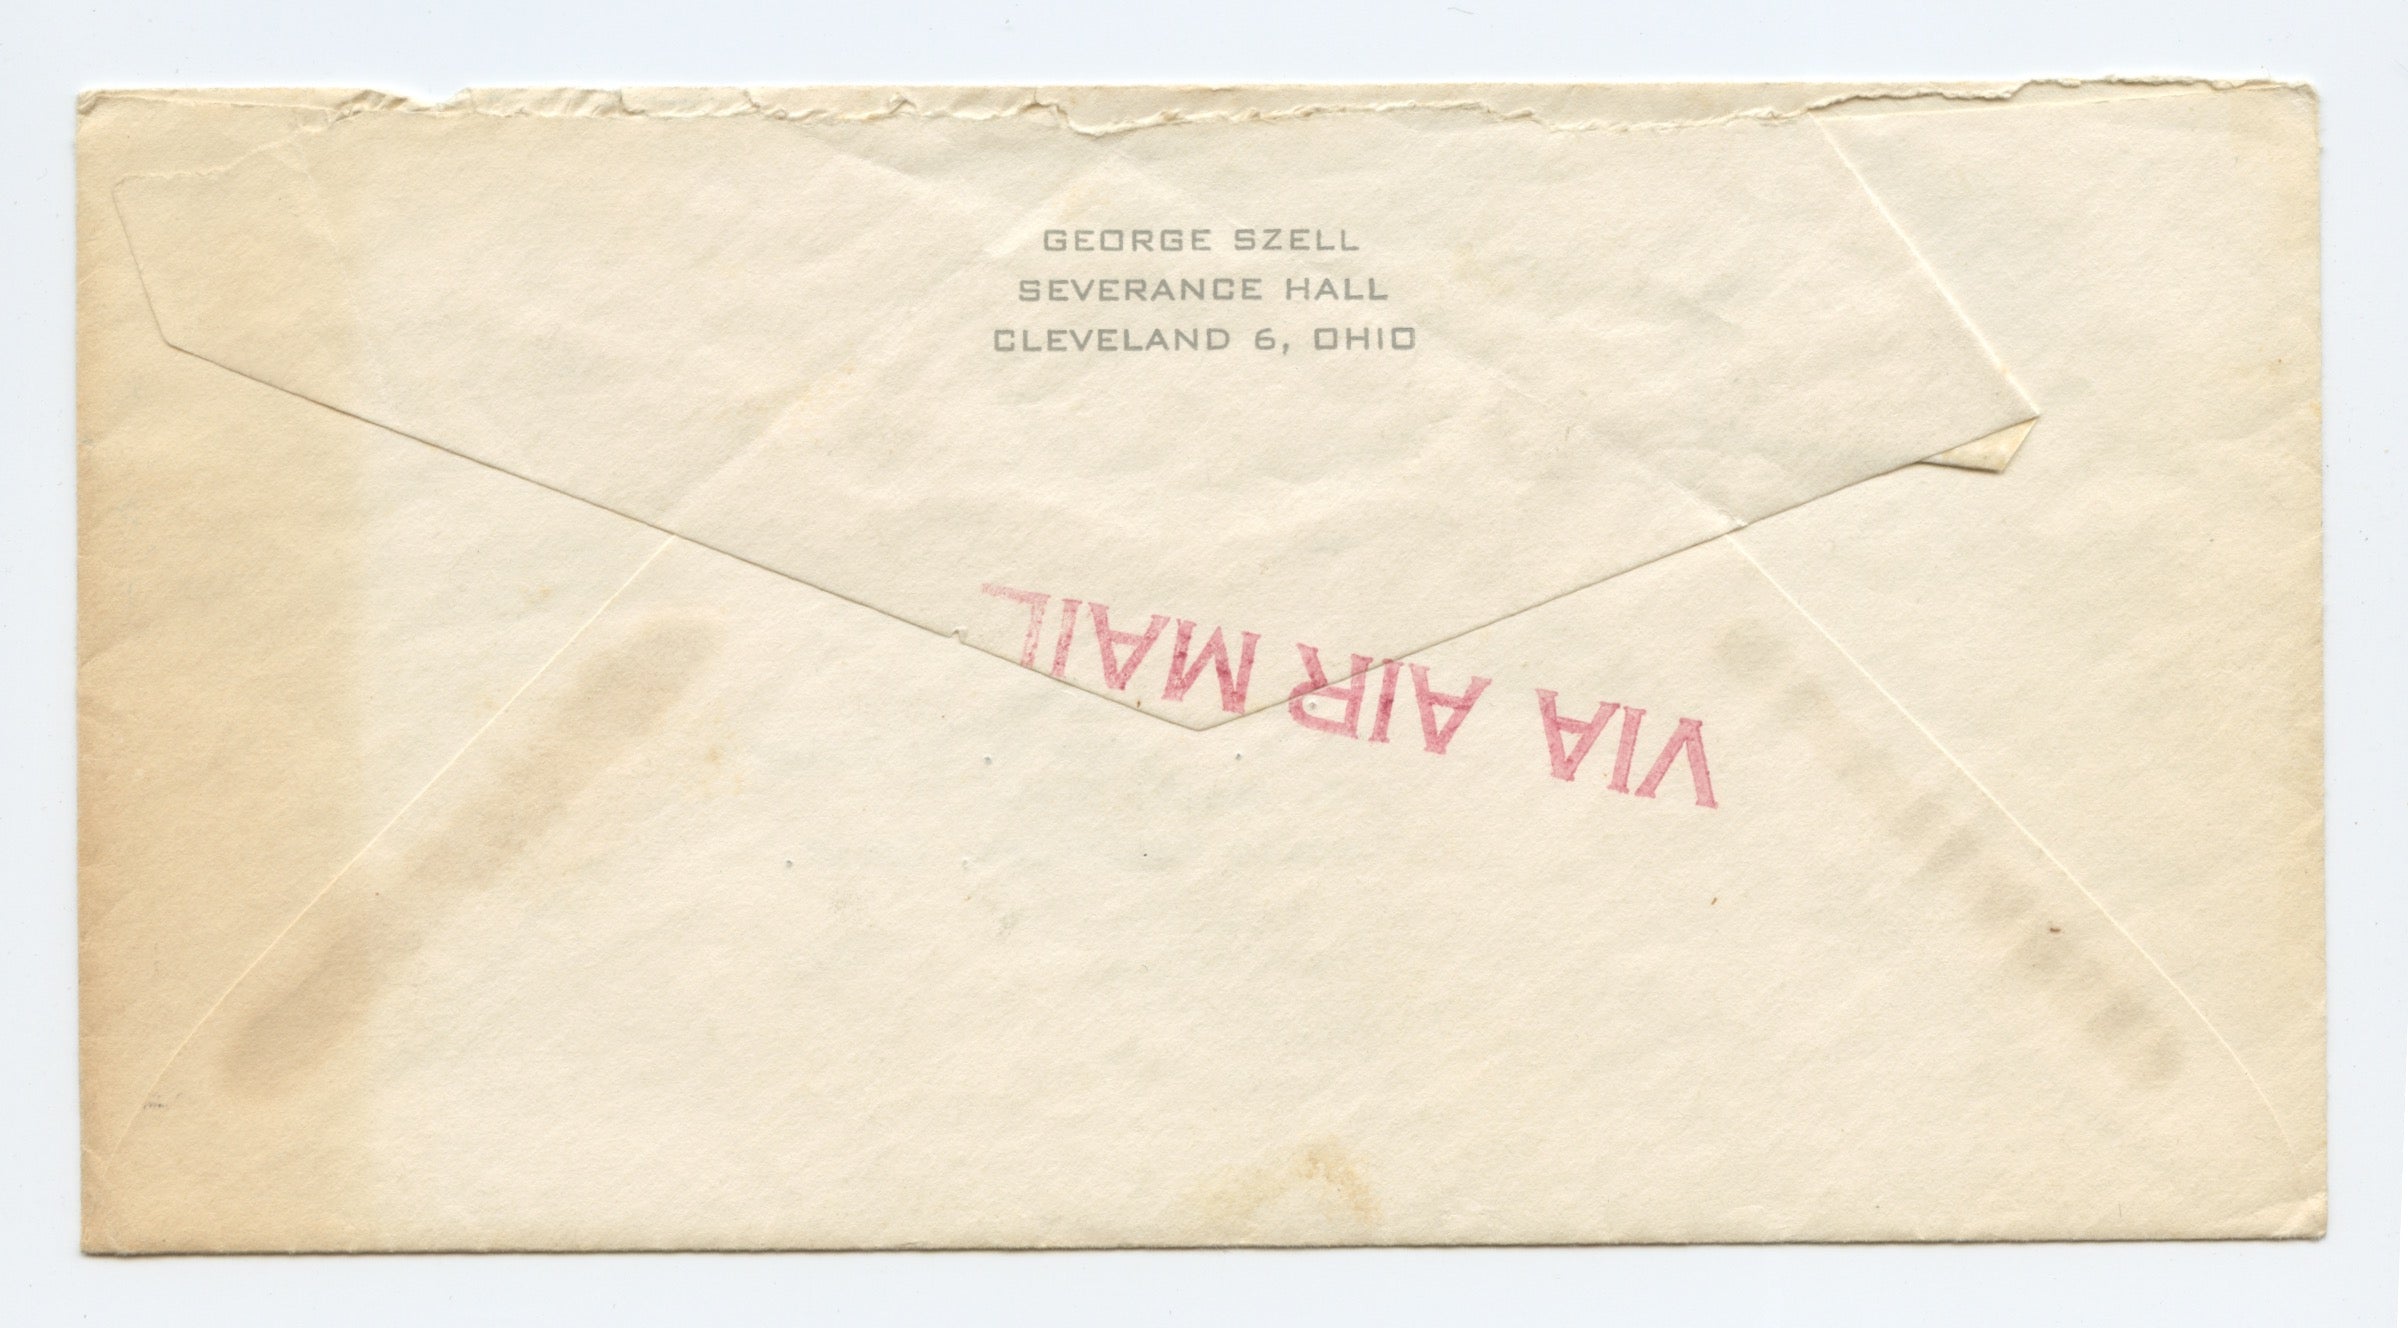 GEORGE SZELL
SEVERANCE HALL
CLEVELAND 6, OHIO
VIA AIR MAIL